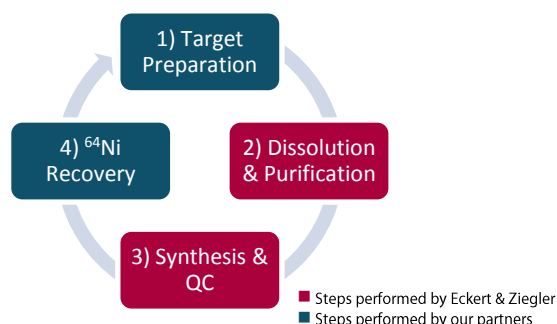 1) Target
Preparation
2) Dissolution
& Purification
3) Synthesis &
QC
4) ⁶⁴Ni
Recovery
Steps performed by Eckert & Ziegler
Steps performed by our partners